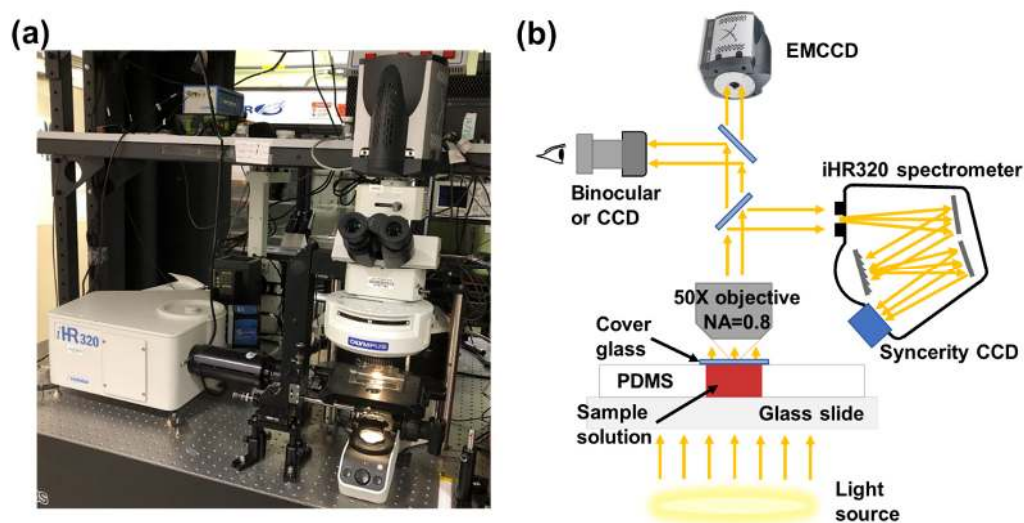 (a)
iHR320
OLYMPUS
(b)
EMCCD
Binocular
or CCD
iHR320 spectrometer
50X objective
NA=0.8
Cover
glass
Syncerity CCD
PDMS
Sample
solution
Glass slide
Light
source